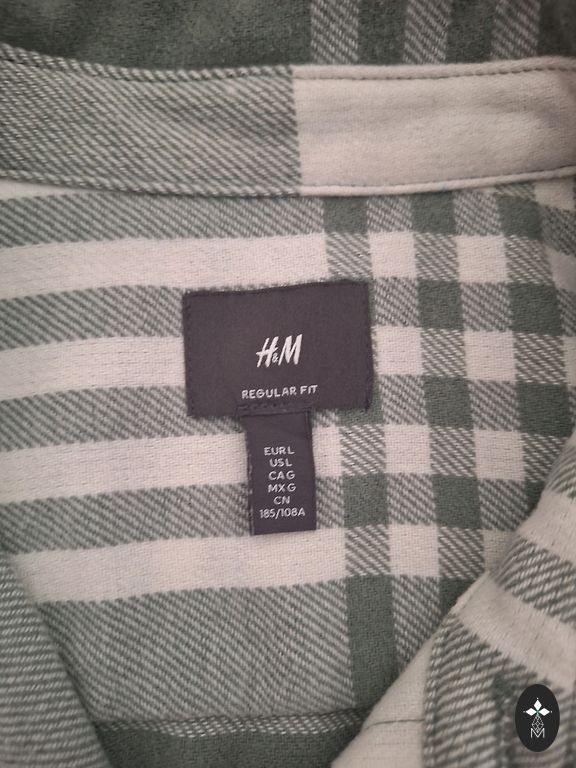 H&M
REGULAR FIT
EUR L
US L
CA G
MX G
CN
185/108A
M